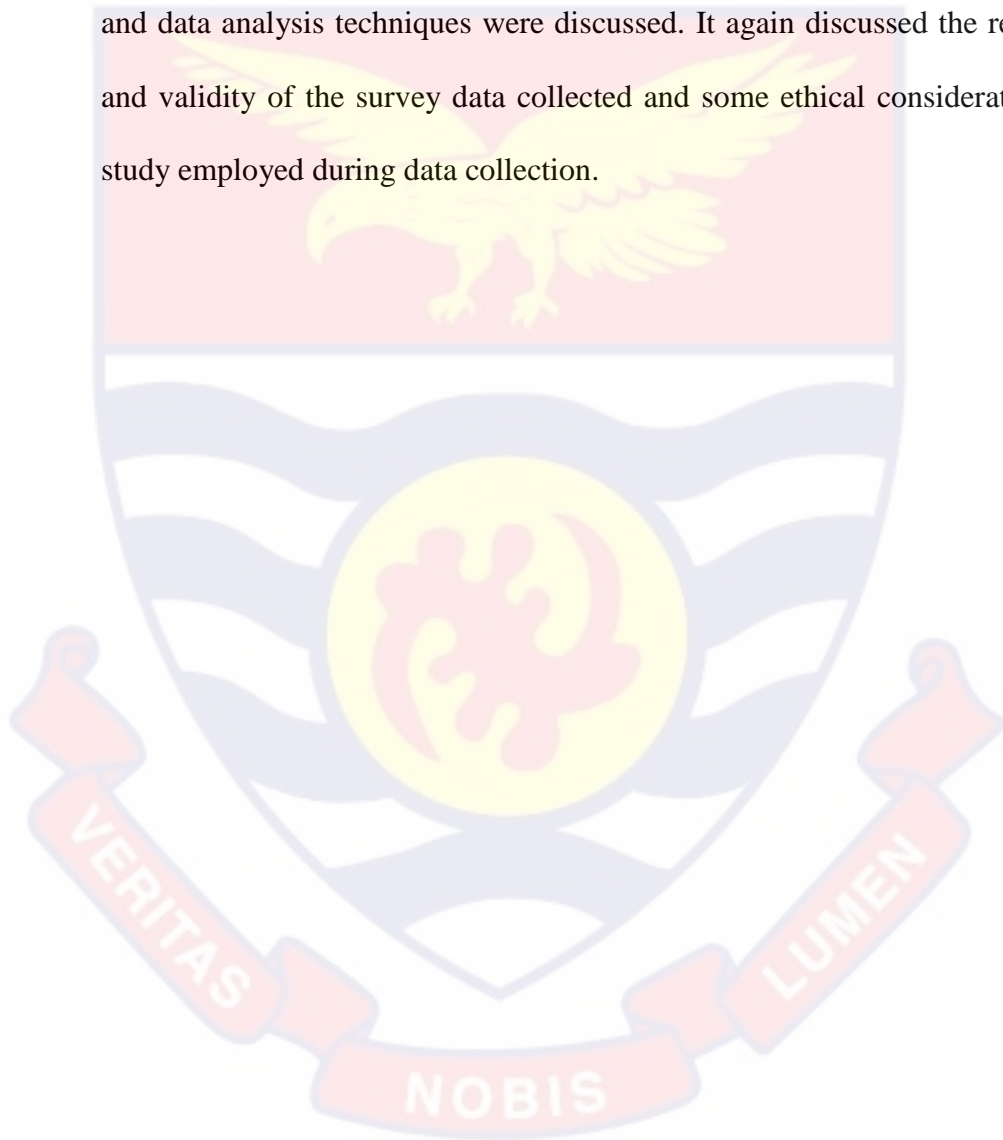 and data analysis techniques were discussed. It again discussed the
and validity of the survey data collected and some ethical
study employed during data collection.
VERITAS
NOBIS
LUMEN